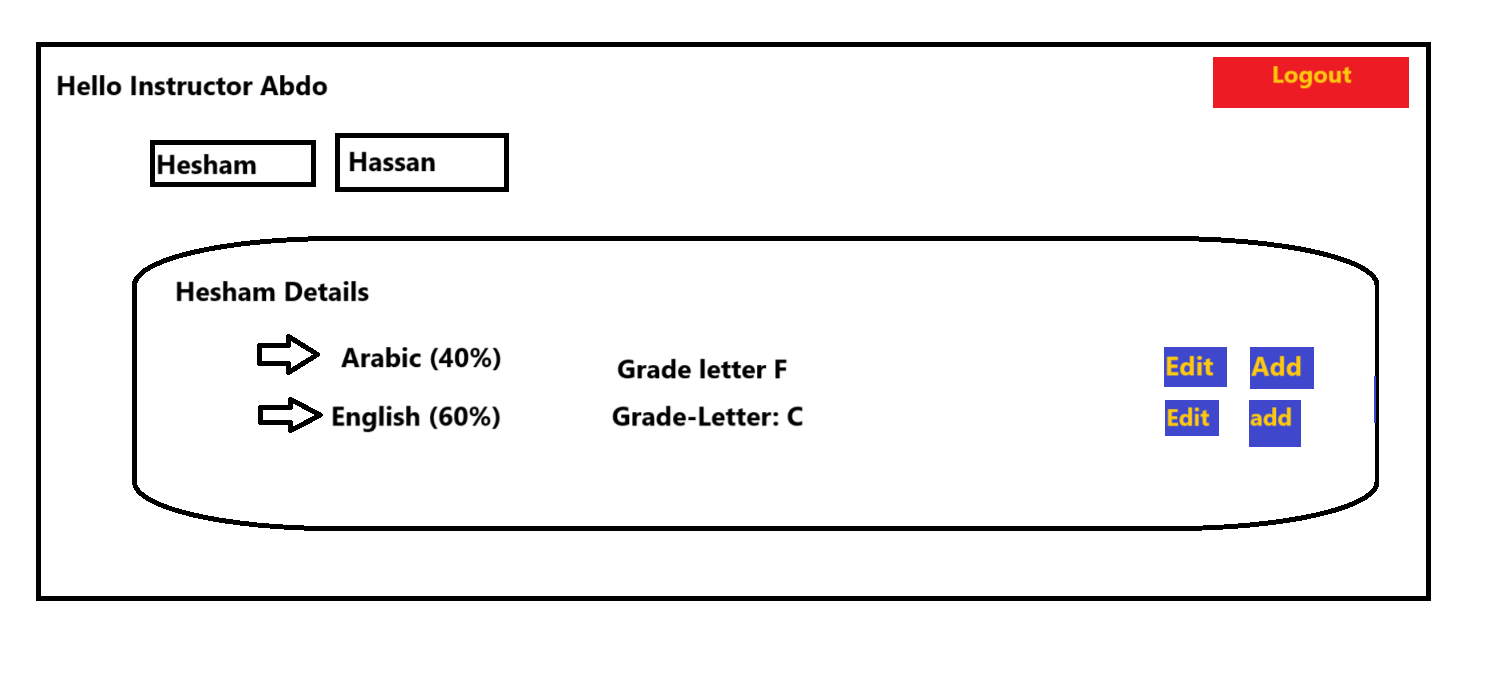 Hello Instructor Abdo
Logout
Hesham
Hassan
Hesham Details
Arabic (40%)
Grade letter F
Edit
Add
English (60%)
Grade-Letter: C
Edit
add